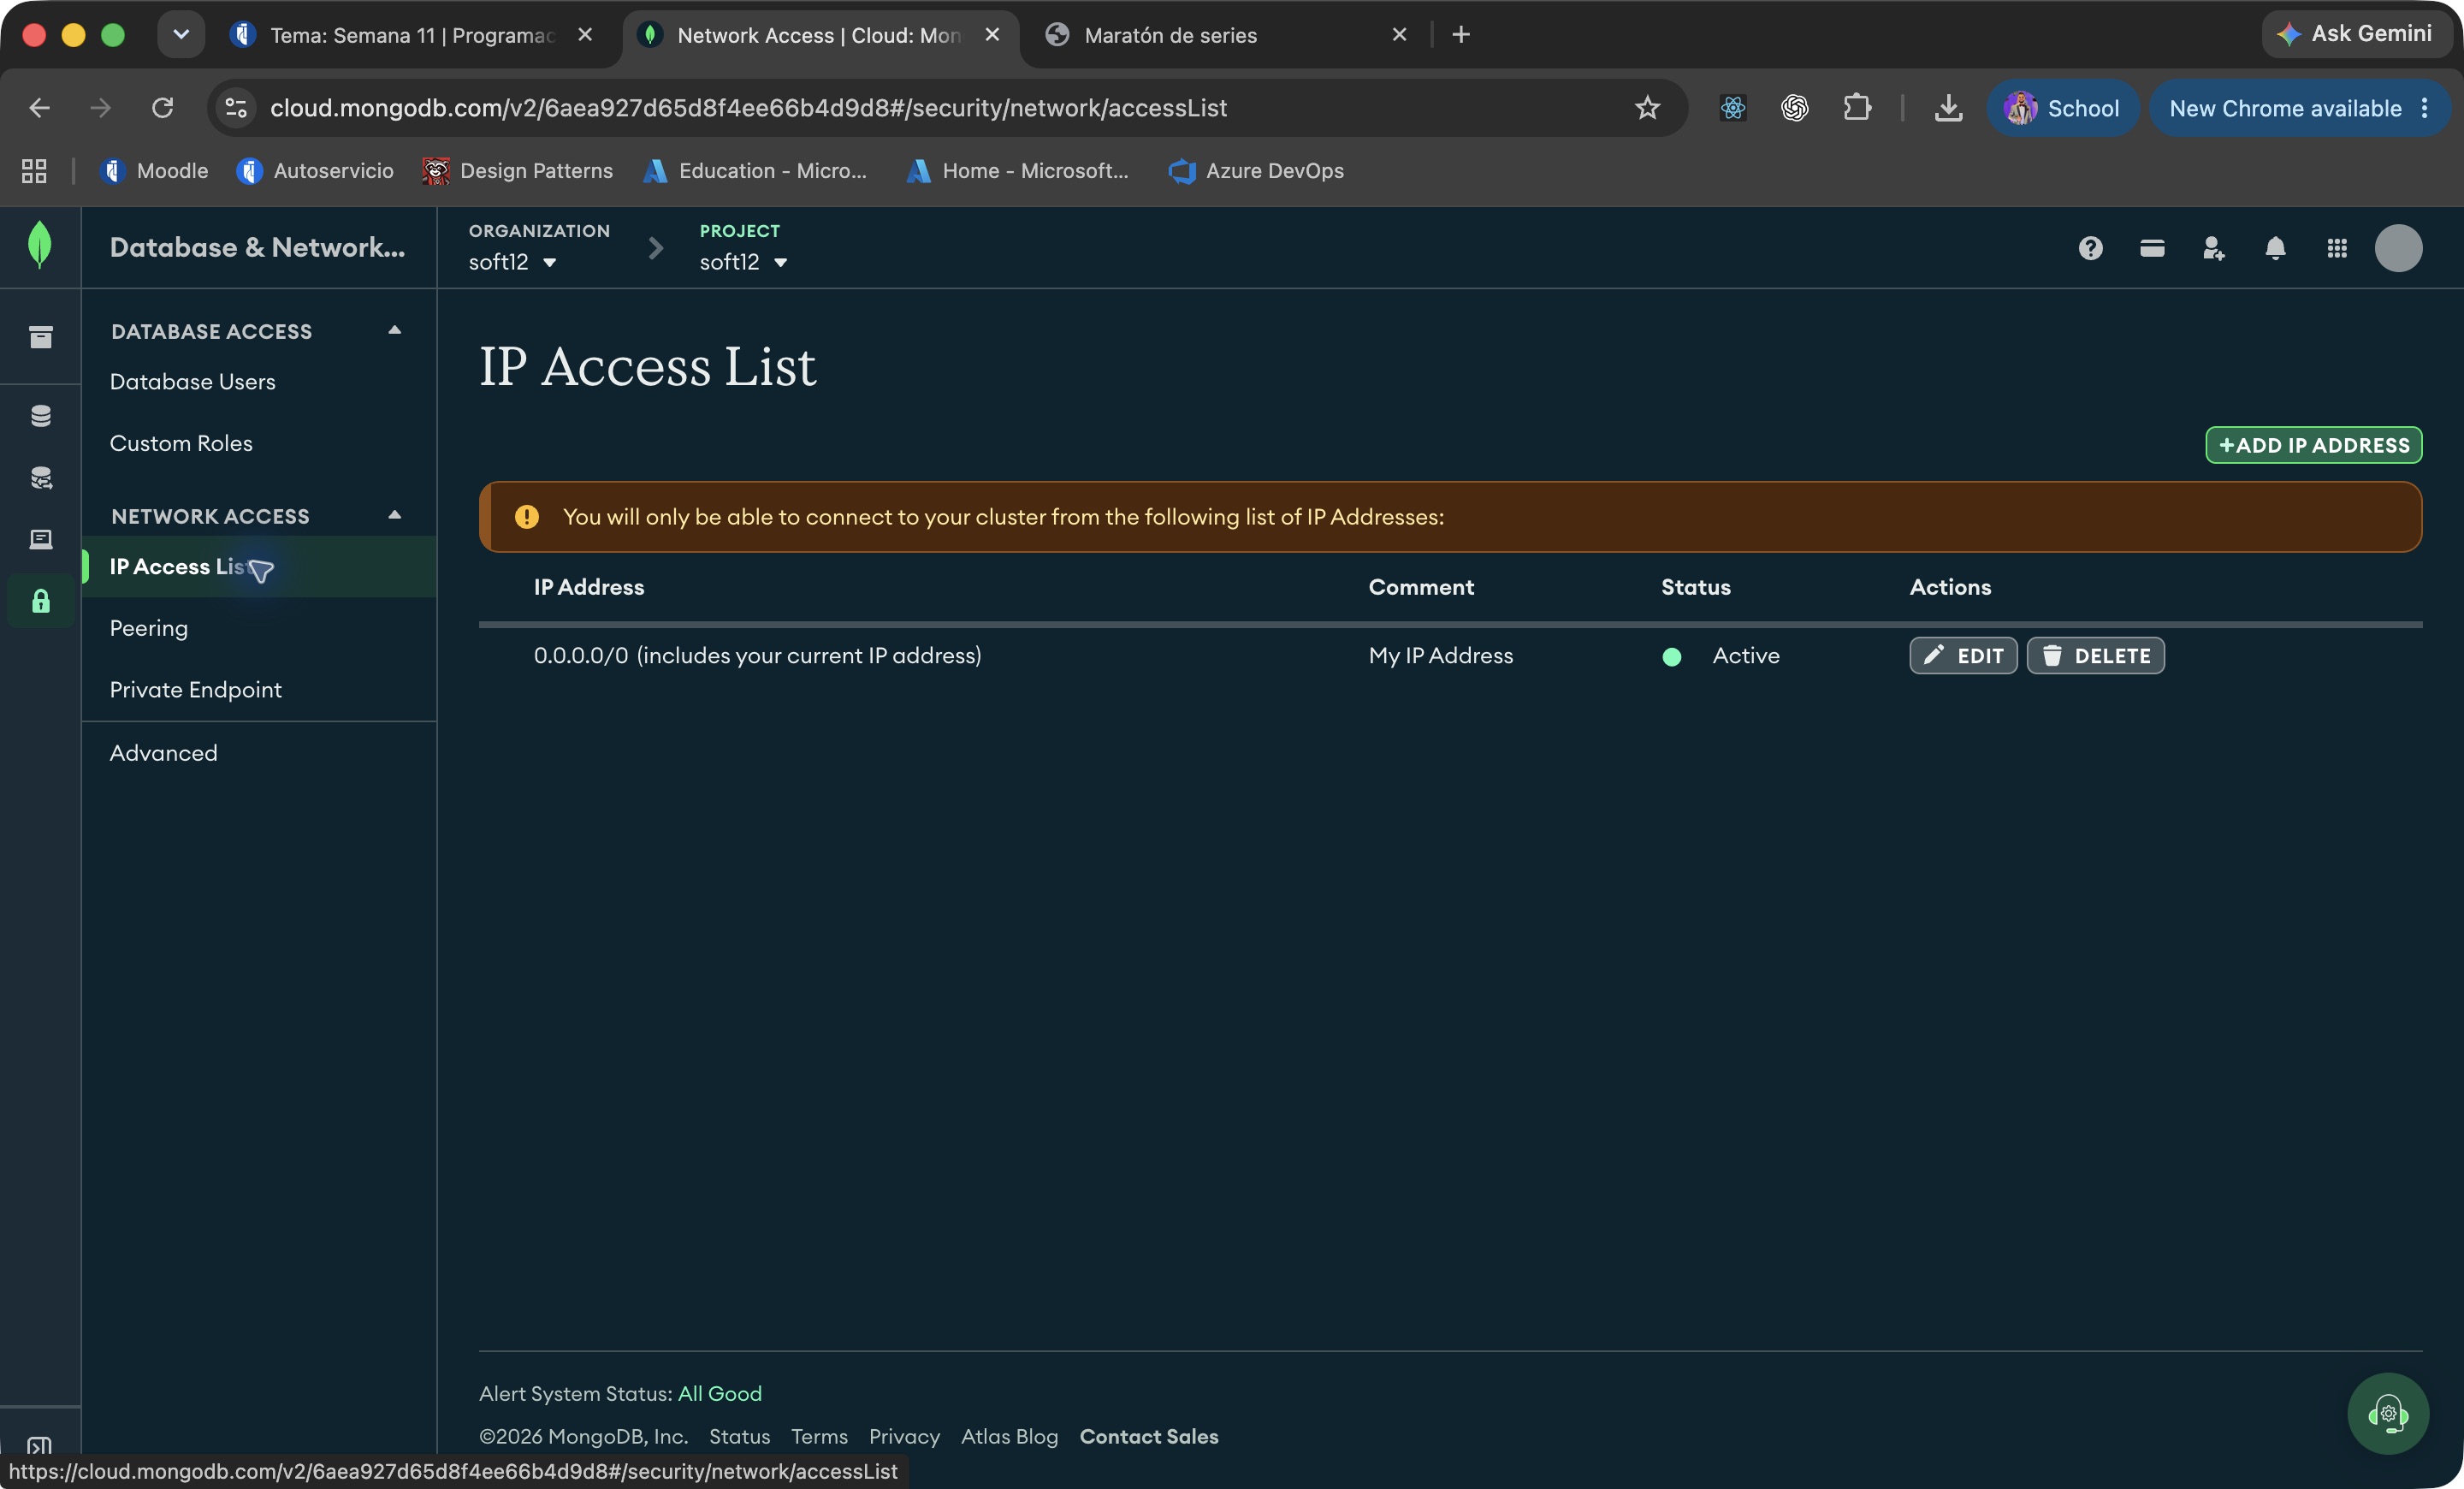 Tema: Semana 11 | Programac
Network Access | Cloud: Mon
Maratón de series
Ask Gemini
cloud.mongodb.com/v2/6aea927d65d8f4ee66b4d9d8#/security/network/accessList
School
New Chrome available
Moodle
Autoservicio
Design Patterns
Education - Micro...
Home - Microsoft...
Azure DevOps
Database & Network...
ORGANIZATION
soft12
PROJECT
soft12
DATABASE ACCESS
Database Users
Custom Roles
NETWORK ACCESS
IP Access List
Peering
Private Endpoint
Advanced
IP Access List
+ADD IP ADDRESS
You will only be able to connect to your cluster from the following list of IP Addresses:
IP Address Comment Status Actions
0.0.0.0/0 (includes your current IP address) My IP Address Active EDIT DELETE
Alert System Status: All Good
©2026 MongoDB, Inc. Status Terms Privacy Atlas Blog Contact Sales
https://cloud.mongodb.com/v2/6aea927d65d8f4ee66b4d9d8#/security/network/accessList